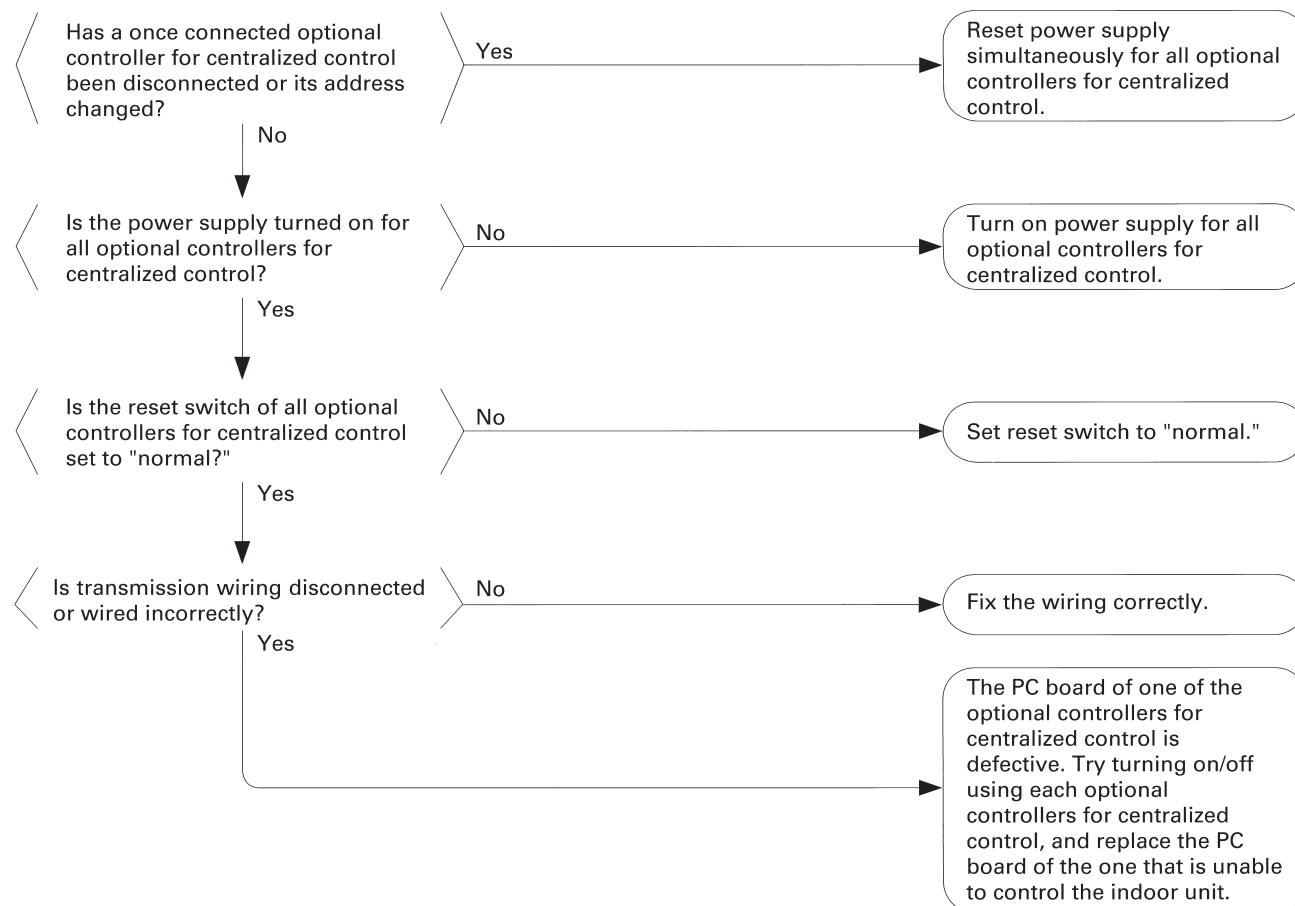 Has a once connected optional
controller for centralized control
been disconnected or its address
changed?
Yes
Reset power supply
simultaneously for all optional
controllers for centralized
control.
No
Is the power supply turned on for
all optional controllers for
centralized control?
No
Turn on power supply for all
optional controllers for
centralized control.
Yes
Is the reset switch of all optional
controllers for centralized control
set to "normal?"
No
Set reset switch to "normal."
Yes
Is transmission wiring disconnected
or wired incorrectly?
No
Fix the wiring correctly.
Yes
The PC board of one of the
optional controllers for
centralized control is
defective. Try turning on/off
using each optional
controllers for centralized
control, and replace the PC
board of the one that is unable
to control the indoor unit.